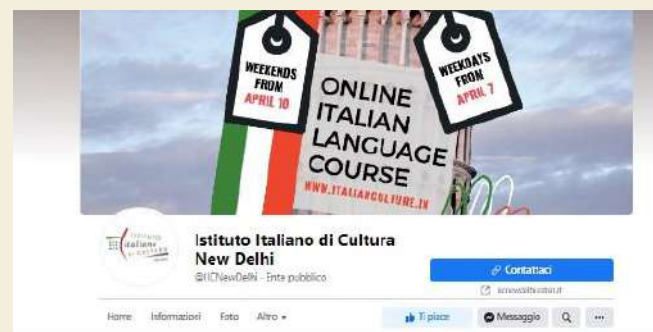 WEEKENDS
FROM
APRIL 10
WEEKDAYS
FROM
APRIL 7
ONLINE
ITALIAN
LANGUAGE
COURSE
WWW.ITALIANCULTURE.IN
italiano
Istituto Italiano di Cultura
New Delhi
@IICNewDelhi · Ente pubblico
Contattaci
Home Informazioni Foto Altro
Ti piace
Messaggio